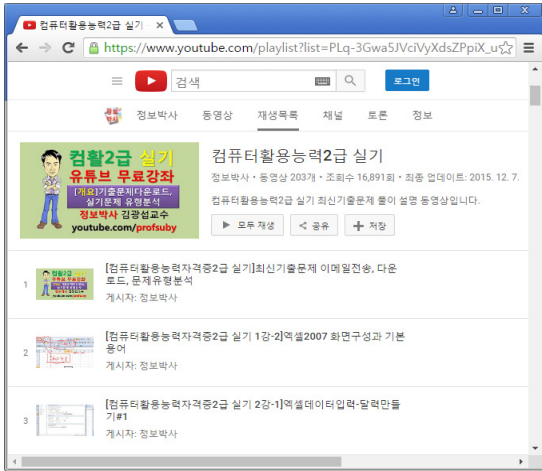 컴퓨터활용능력2급 실기
https://www.youtube.com/playlist?list=PLq-3Gwa5JVciVyXdsZPpiX_u
검색
로그인
정보박사 동영상 재생목록 채널 토론 정보
컴활2급 실기
유튜브 무료강좌
[개요]기출문제다운로드,
실기문제 유형분석
정보박사 김광섭교수
youtube.com/profsuby
컴퓨터활용능력2급 실기
정보박사 • 동영상 203개 • 조회수 16,891회 • 최종 업데이트: 2015. 12. 7.
컴퓨터활용능력2급 실기 최신기출문제 풀이 설명 동영상입니다.
모두 재생 공유 저장
1
[컴퓨터활용능력자격증2급 실기]최신기출문제 이메일전송, 다운
로드, 문제유형분석
게시자: 정보박사
2
[컴퓨터활용능력자격증2급 실기 1강-2]엑셀2007 화면구성과 기본
용어
게시자: 정보박사
3
[컴퓨터활용능력자격증2급 실기 2강-1]엑셀데이터입력-달력만들
기#1
게시자: 정보박사